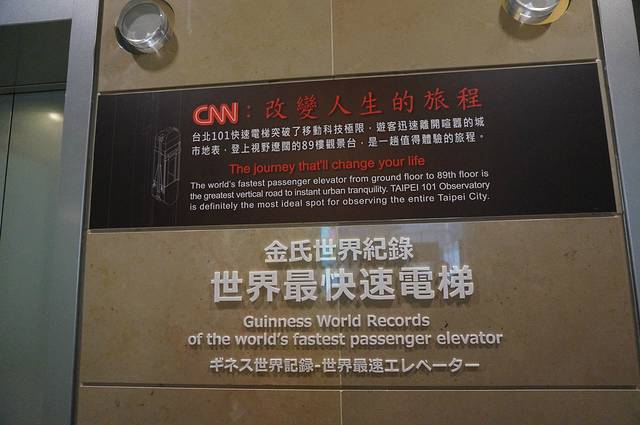 CNN：改變人生的旅程
台北101快速電梯突破了移動科技極限，遊客迅速離開喧囂的城
市地表，登上視野遼闊的89樓觀景台，是一趟值得體驗的旅程。
The journey that'll change your life
The world's fastest passenger elevator from ground floor to 89th floor is
the greatest vertical road to instant urban tranquility. TAIPEI 101 Observatory
is definitely the most ideal spot for observing the entire Taipei City.
金氏世界紀錄
世界最快速電梯
Guinness World Records
of the world's fastest passenger elevator
ギネス世界記録-世界最速エレベーター